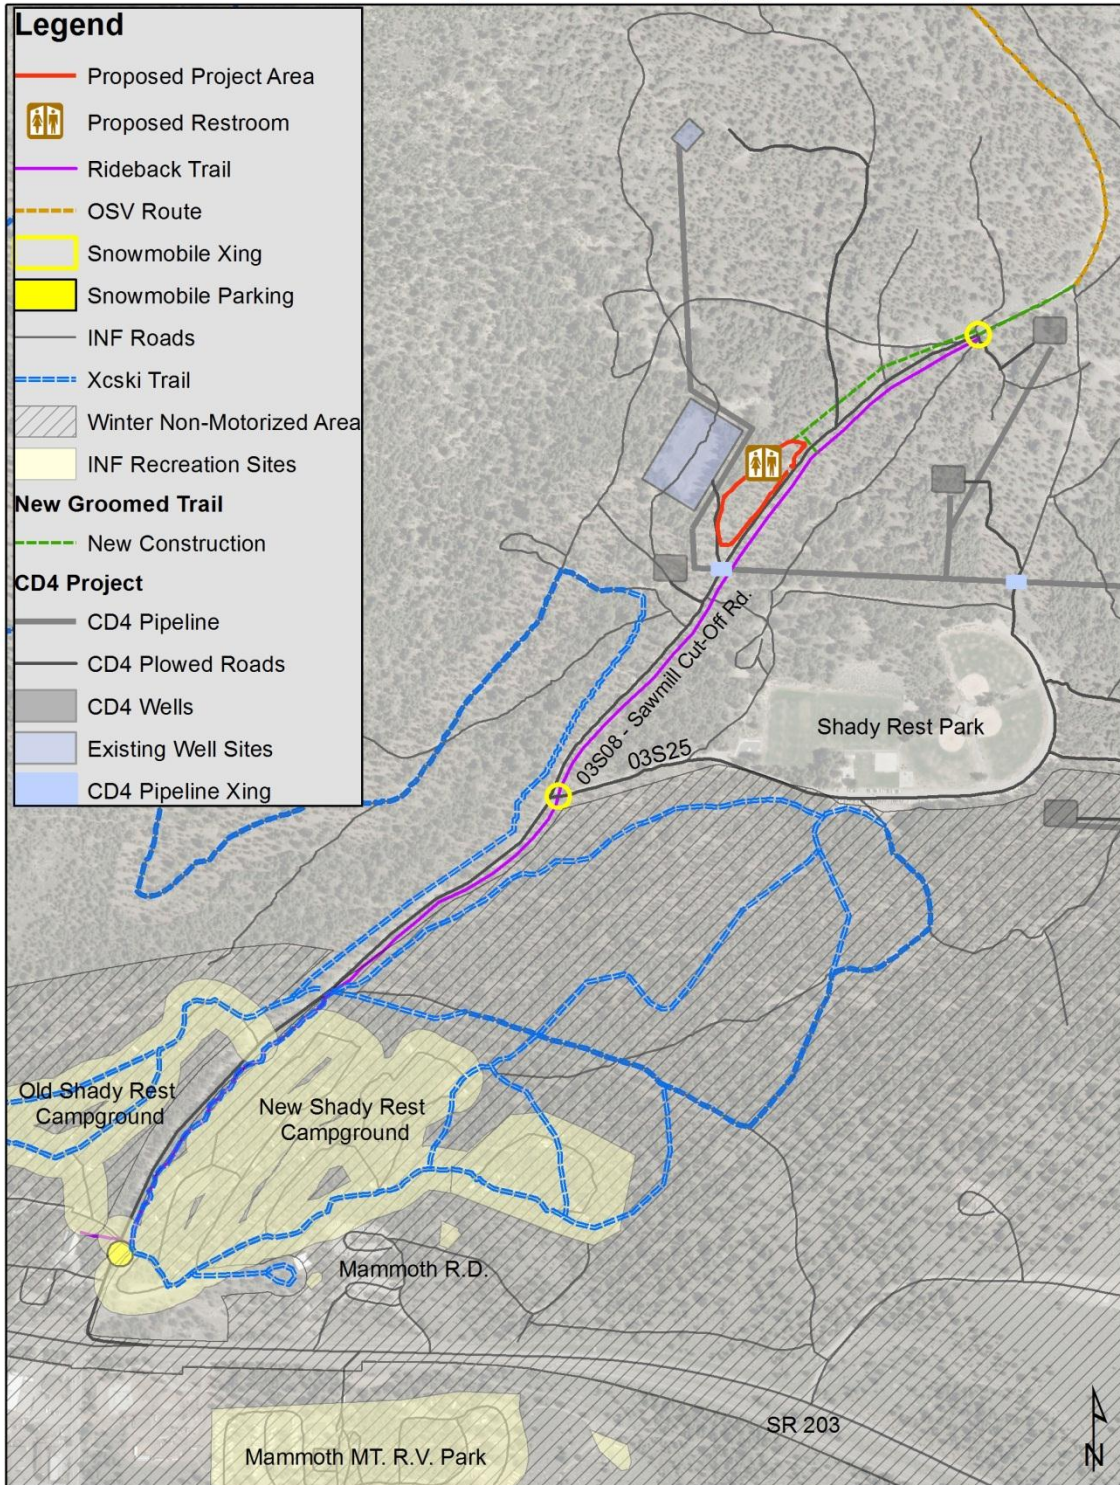 Legend
Proposed Project Area
Proposed Restroom
Rideback Trail
OSV Route
Snowmobile Xing
Snowmobile Parking
INF Roads
Xcski Trail
Winter Non-Motorized Area
INF Recreation Sites
New Groomed Trail
New Construction
CD4 Project
CD4 Pipeline
CD4 Plowed Roads
CD4 Wells
Existing Well Sites
CD4 Pipeline Xing
03S08 - Sawmill Cut-Off Rd.
03S25
Shady Rest Park
Old Shady Rest
Campground
New Shady Rest
Campground
Mammoth R.D.
SR 203
Mammoth MT. R.V. Park
N